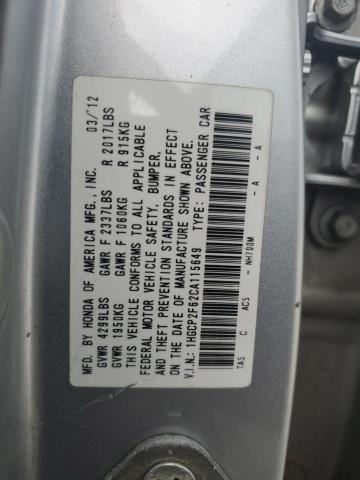 MFD. BY HONDA OF AMERICA MFG., INC. 03/12
GVWR 4299LBS GAWR F 2337LBS R 2017LBS
GVWR 1950KG GAWR F 1060KG R 915KG
THIS VEHICLE CONFORMS TO ALL APPLICABLE
FEDERAL MOTOR VEHICLE SAFETY, BUMPER,
AND THEFT PREVENTION STANDARDS IN EFFECT
ON THE DATE OF MANUFACTURE SHOWN ABOVE.
V.I.N.: 1HGCP2F62CA115649 TYPE: PASSENGER CAR
TA5 C AC5 - NH700M - A - A